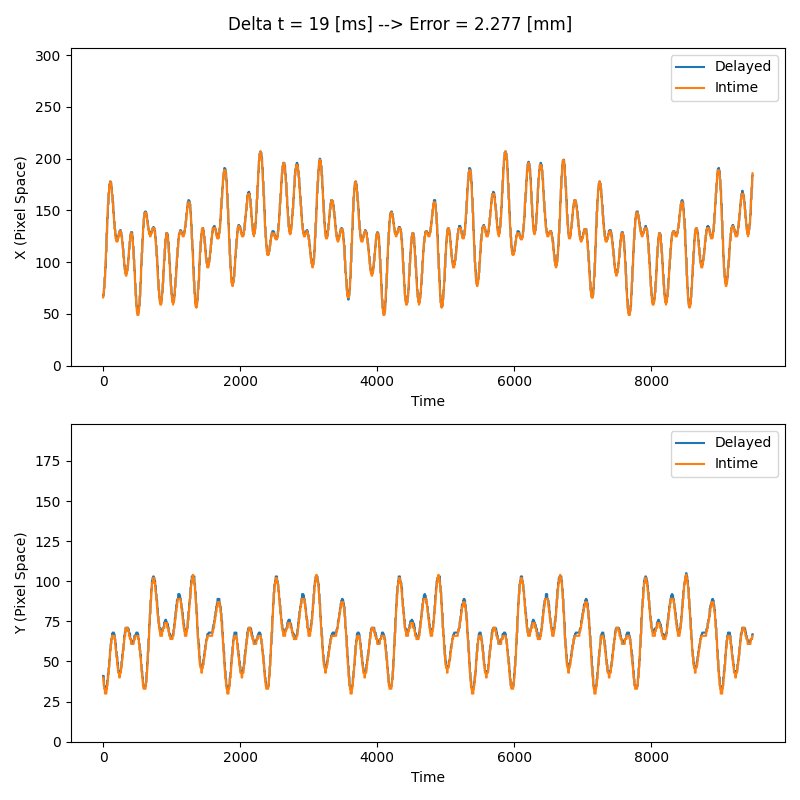 Delta t = 19 [ms] --> Error = 2.277 [mm]
300
250
200
150
100
50
0
X (Pixel Space)
Delayed
Intime
0 2000 4000 6000 8000
Time
175
150
125
100
75
50
25
0
Y (Pixel Space)
Delayed
Intime
0 2000 4000 6000 8000
Time